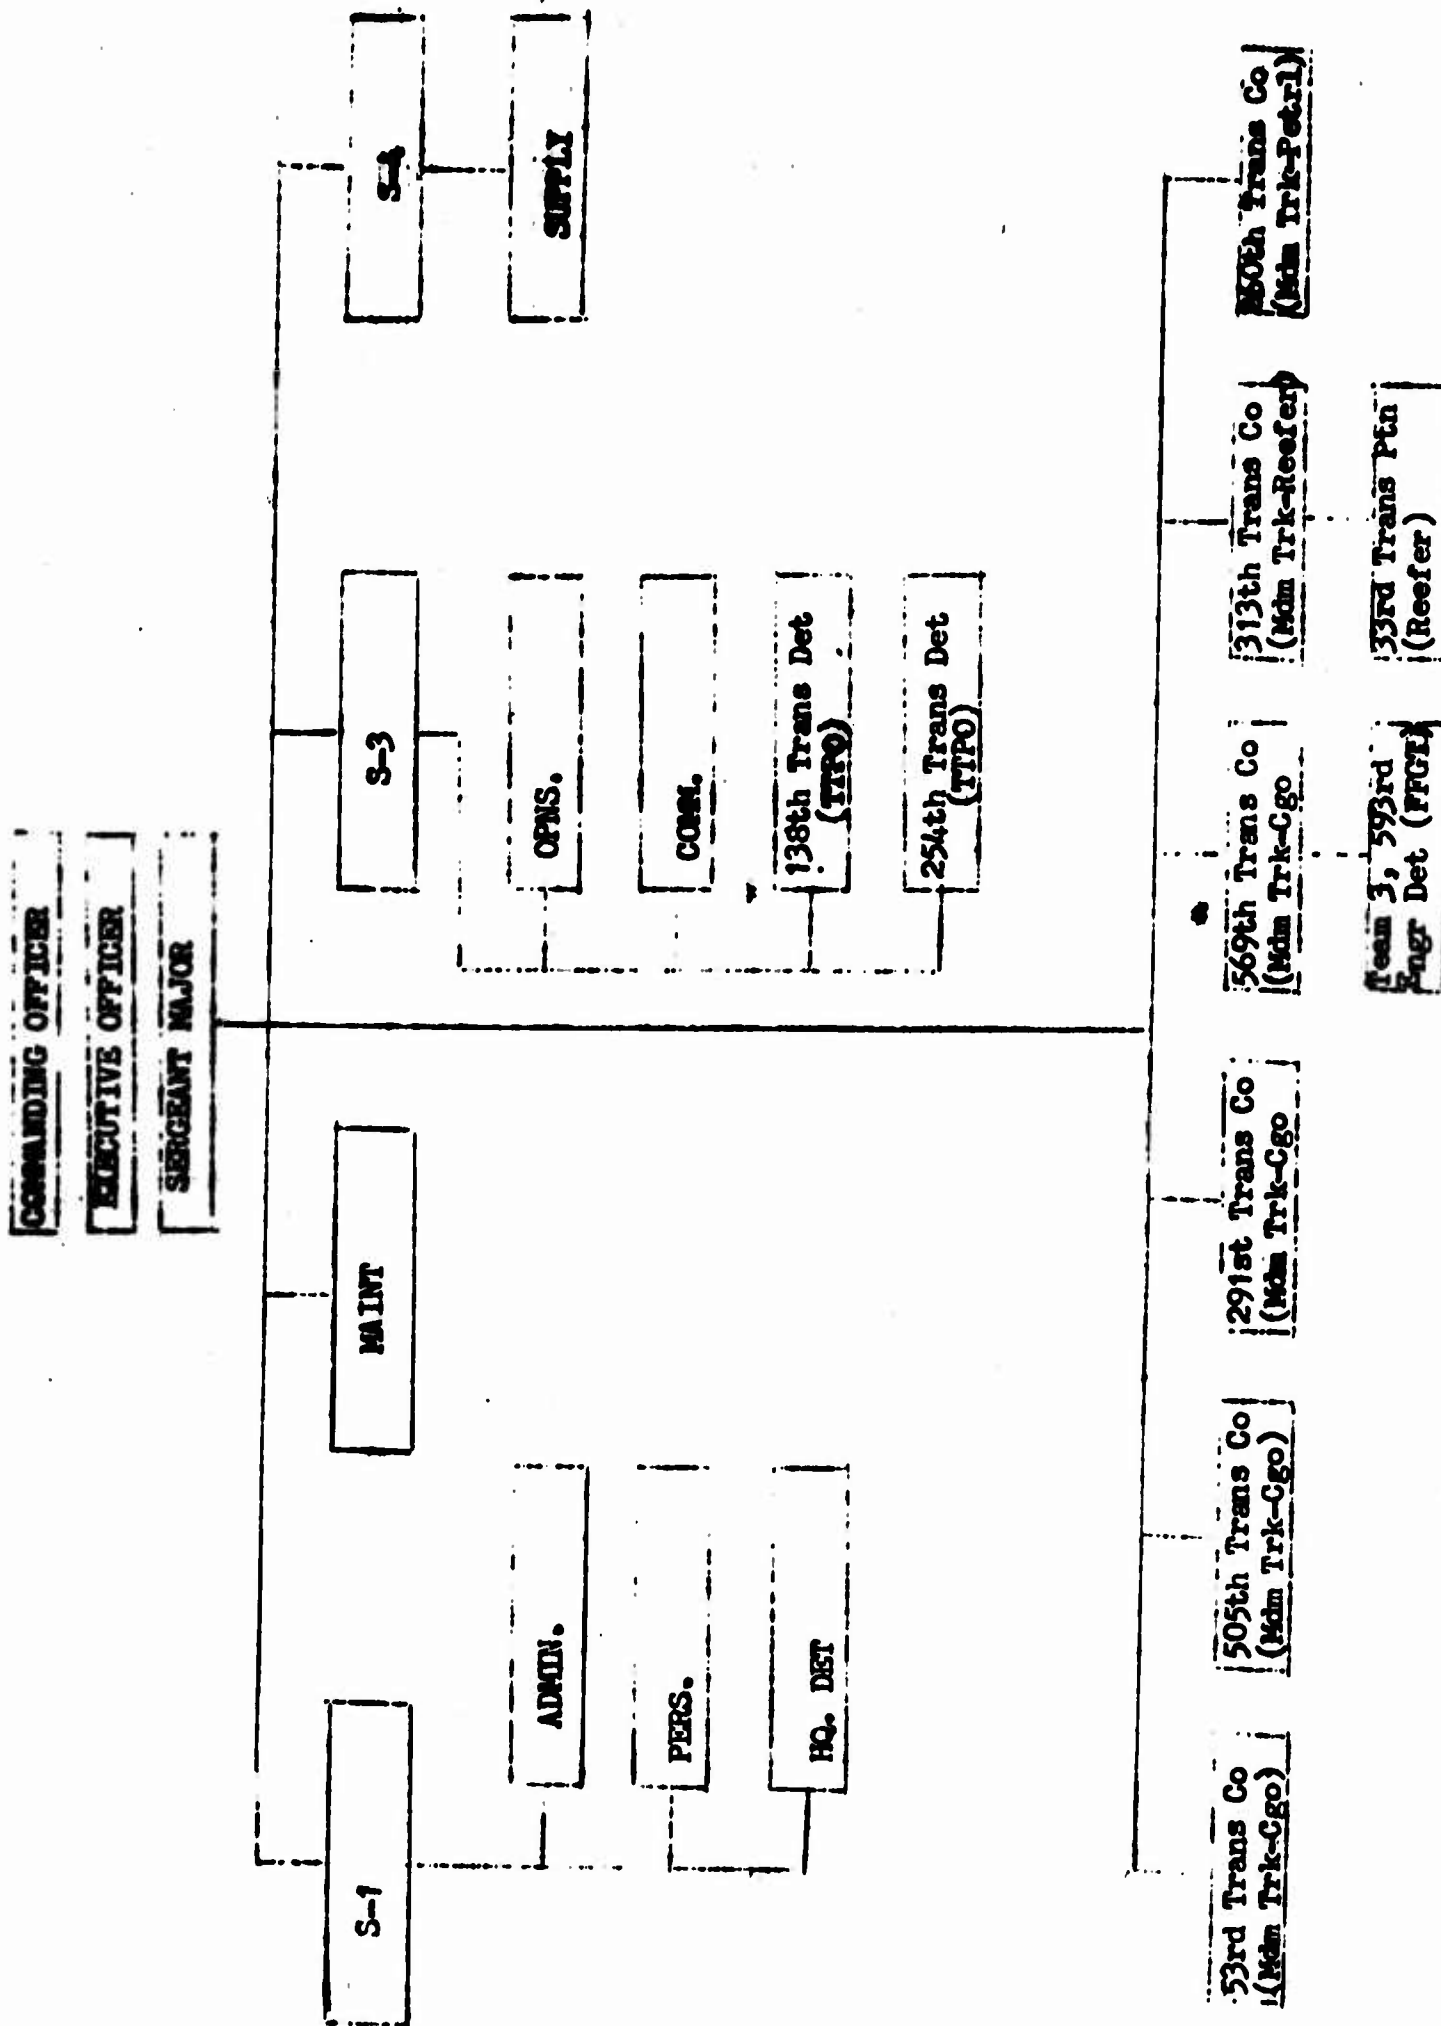 COMMANDING OFFICER
EXECUTIVE OFFICER
SERGEANT MAJOR
S-1
MAINT
S-3
S-4
ADMIN.
PERS.
HQ. DET
OPNS.
COMM.
138th Trans Det
(TTPO)
254th Trans Det
(TTPO)
SUPPLY
53rd Trans Co
(Mdm Trk-Cgo)
505th Trans Co
(Mdm Trk-Cgo)
291st Trans Co
(Mdm Trk-Cgo
569th Trans Co
(Mdm Trk-Cgo
313th Trans Co
(Mdm Trk-Reefer)
Trans Co
(Mdm Trk-Petrl)
Team 3, 593rd
Engr Det
33rd Trans Ptn
(Reefer)